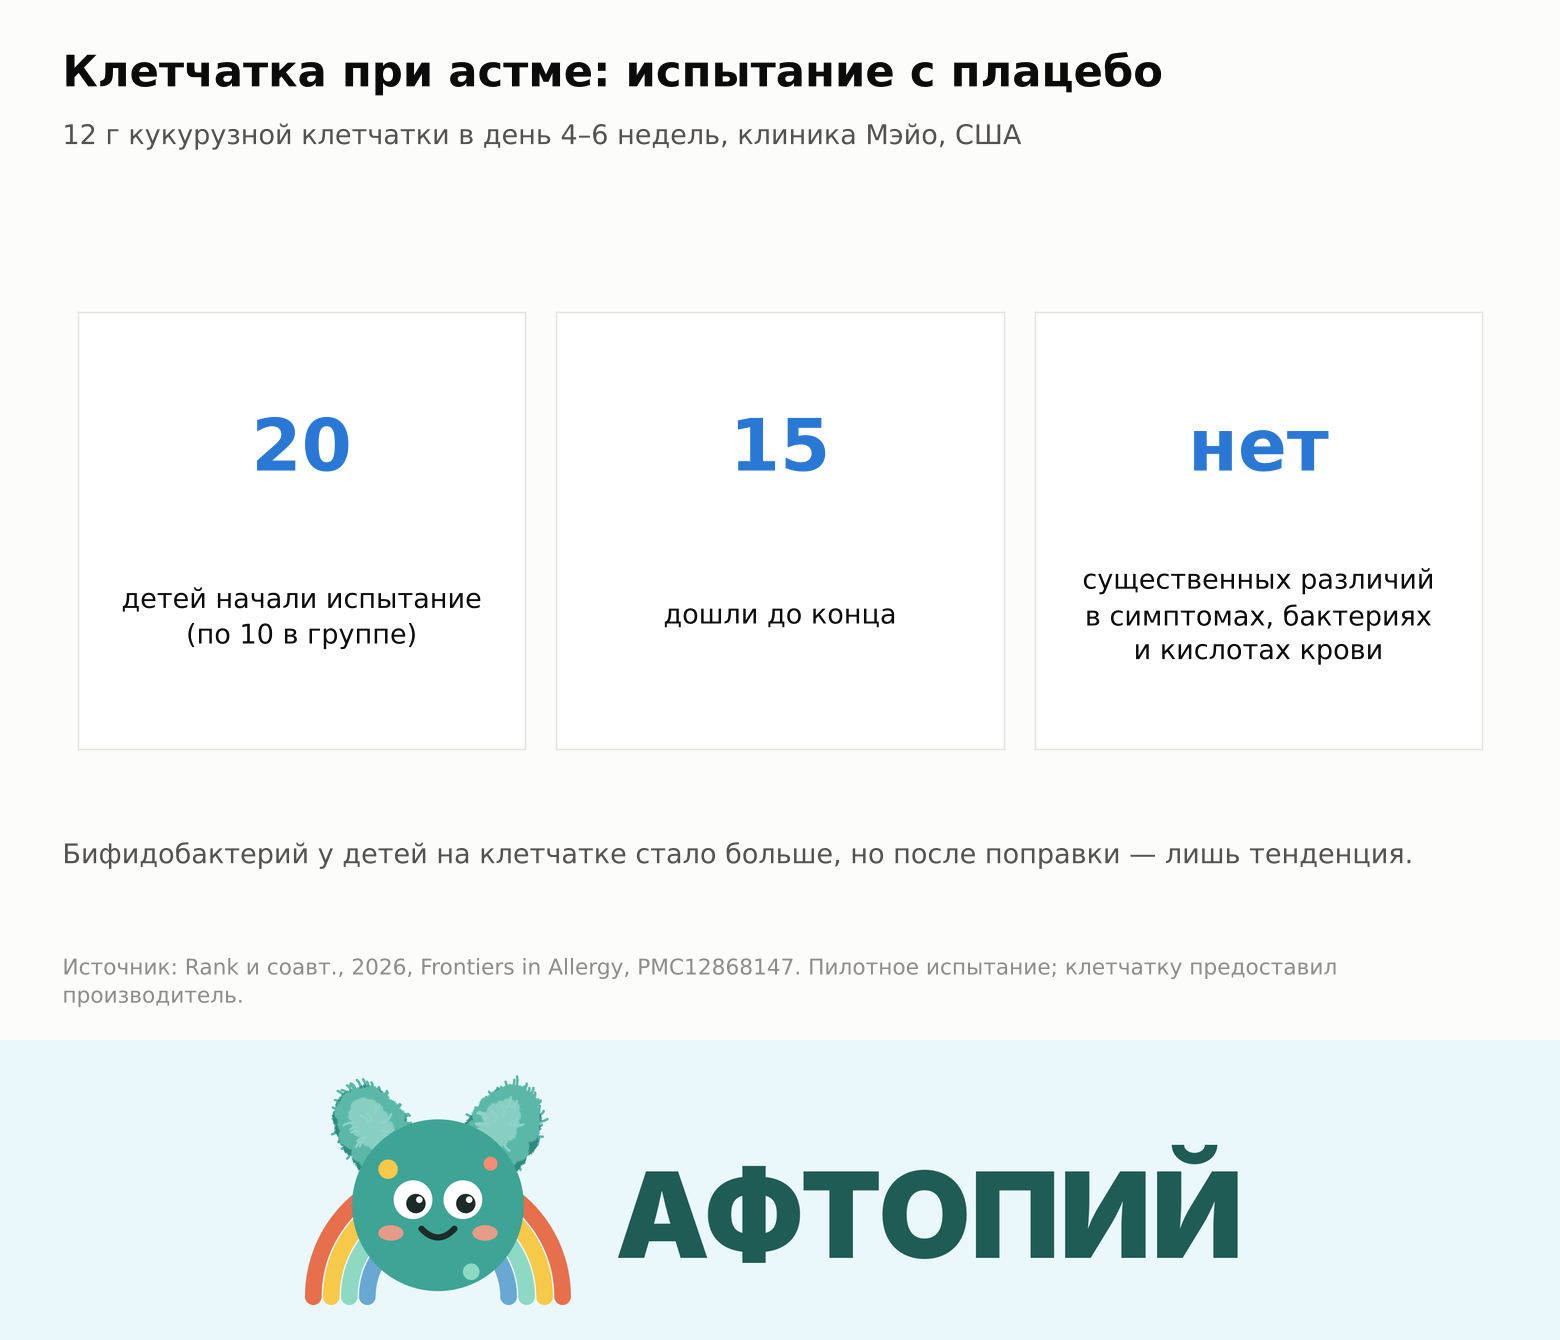 Клетчатка при астме: испытание с плацебо
12 г кукурузной клетчатки в день 4–6 недель, клиника Мэйо, США
20
детей начали испытание
(по 10 в группе)
15
дошли до конца
нет
существенных различий
в симптомах, бактериях
и кислотах крови
Бифидобактерий у детей на клетчатке стало больше, но после поправки — лишь тенденция.
Источник: Rank и соавт., 2026, Frontiers in Allergy, PMC12868147. Пилотное испытание; клетчатку предоставил
производитель.
АФТОПИЙ